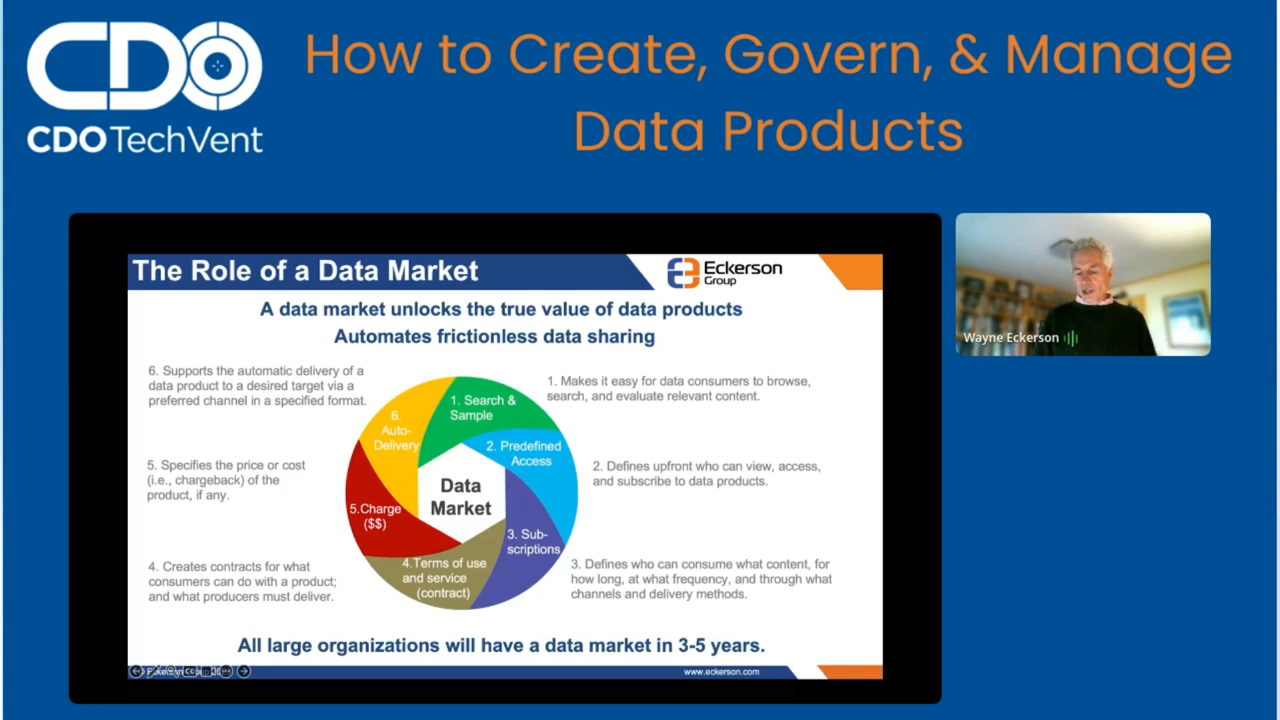 CDO
CDO TechVent
How to Create, Govern, & Manage
Data Products
The Role of a Data Market
Eckerson
Group
A data market unlocks the true value of data products
Automates frictionless data sharing
6. Supports the automatic delivery of a
data product to a desired target via a
preferred channel in a specified format.
1. Makes it easy for data consumers to browse,
search, and evaluate relevant content.
5. Specifies the price or cost
(i.e., chargeback) of the
product, if any.
2. Defines upfront who can view, access,
and subscribe to data products.
4. Creates contracts for what
consumers can do with a product;
and what producers must deliver.
3. Defines who can consume what content, for
how long, at what frequency, and through what
channels and delivery methods.
1. Search &
Sample
2. Predefined
Access
3. Sub-
scriptions
4.Terms of use
and service
(contract)
5.Charge
($$)
6.
Auto-
Delivery
Data
Market
All large organizations will have a data market in 3-5 years.
www.eckerson.com
Wayne Eckerson